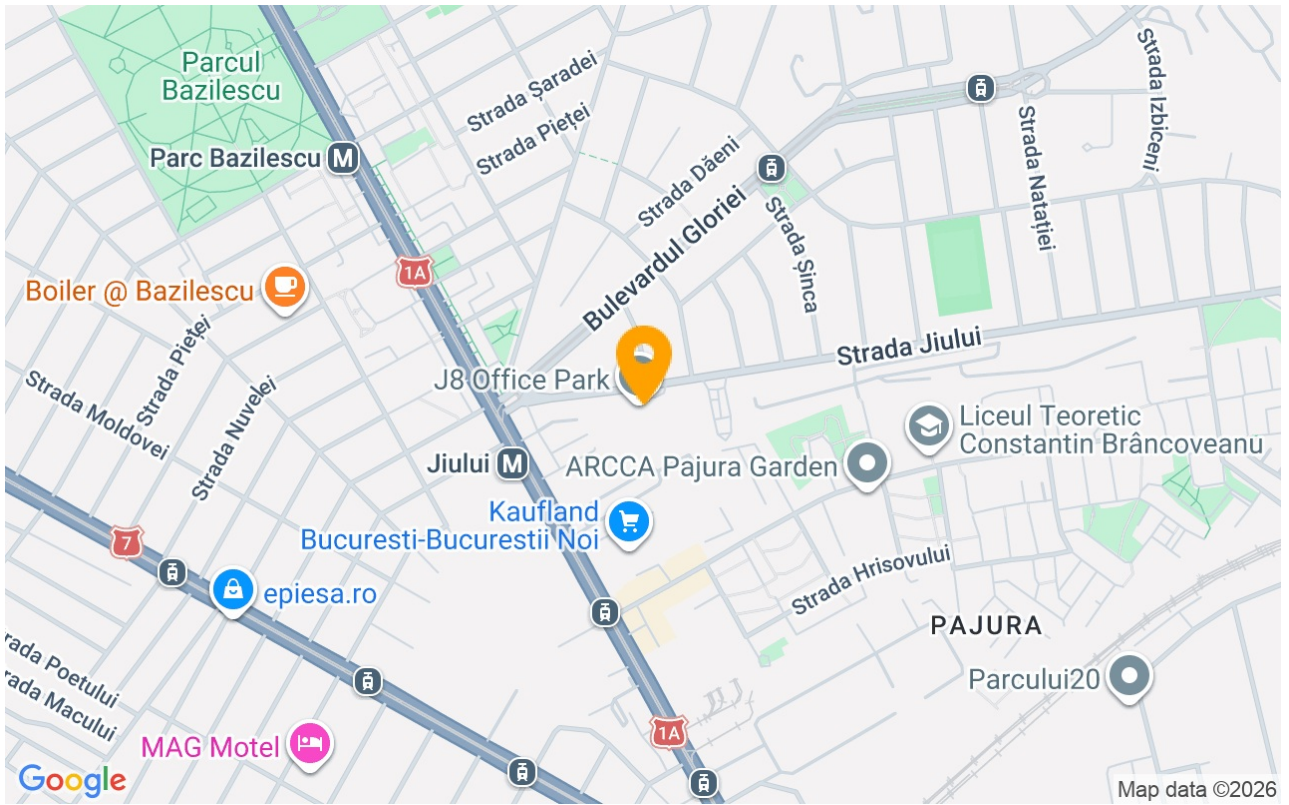 Parcul
Bazilescu
Strada Șaradei
Strada Pieței
Strada Izbiceni
Parc Bazilescu
M
Strada Dăeni
Strada Natației
Bulevardul Gloriei
Strada Șinca
1A
Boiler @ Bazilescu
Strada Pieței
Strada Jiului
J8 Office Park
Strada Moldovei
Strada Nuvelei
Liceul Teoretic
Constantin Brâncoveanu
Jiului
M
ARCCA Pajura Garden
Kaufland
Bucuresti-Bucurestii Noi
7
epiesa.ro
Strada Hrisovului
PAJURA
rada Poetului
rada Macului
Parcului20
1A
MAG Motel
Google
Map data ©2026